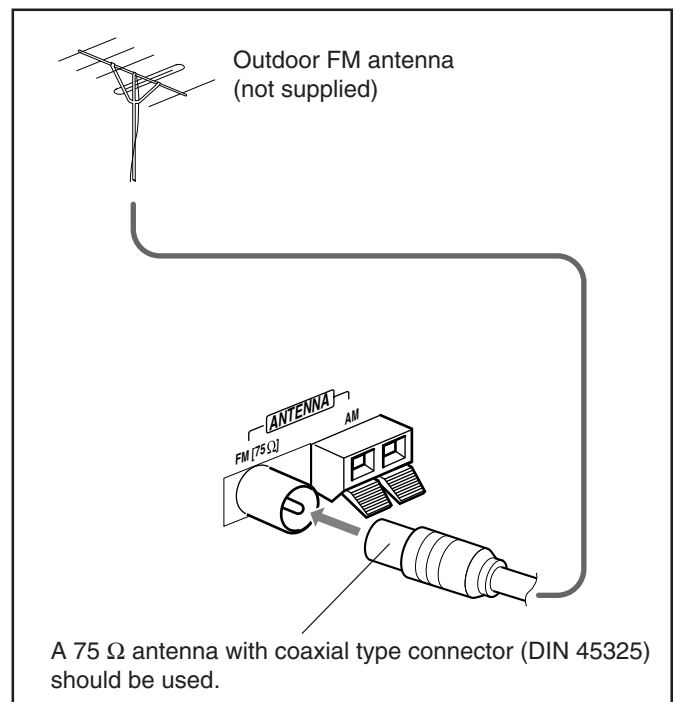 Outdoor FM antenna
(not supplied)
ANTENNA
AM
FM [75Ω]
A 75 Ω antenna with coaxial type connector (DIN 45325)
should be used.